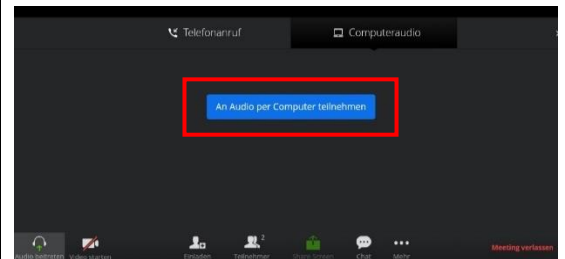 Telefonanruf Computeraudio
An Audio per Computer teilnehmen
2
Audio beitreten Video starten Einladen Teilnehmer Share Screen Chat Mehr Meeting verlassen